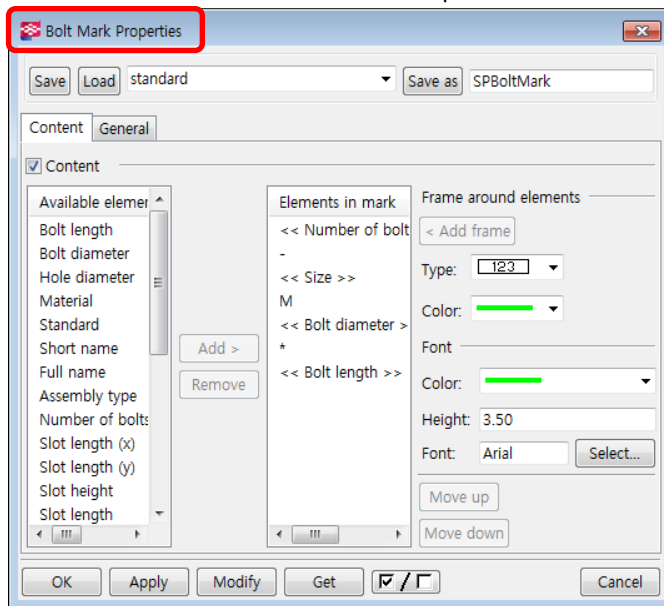 Bolt Mark Properties
Save Load standard Save as SPBoltMark
Content General
Content
Available elemer
Bolt length
Bolt diameter
Hole diameter
Material
Standard
Short name
Full name
Assembly type
Number of bolts
Slot length (x)
Slot length (y)
Slot height
Slot length
Add >
Remove
Elements in mark
<< Number of bolt
-
<< Size >>
M
<< Bolt diameter >
*
<< Bolt length >>
Frame around elements
< Add frame
Type: 123
Color:
Font
Color:
Height: 3.50
Font: Arial Select...
Move up
Move down
OK Apply Modify Get / Cancel